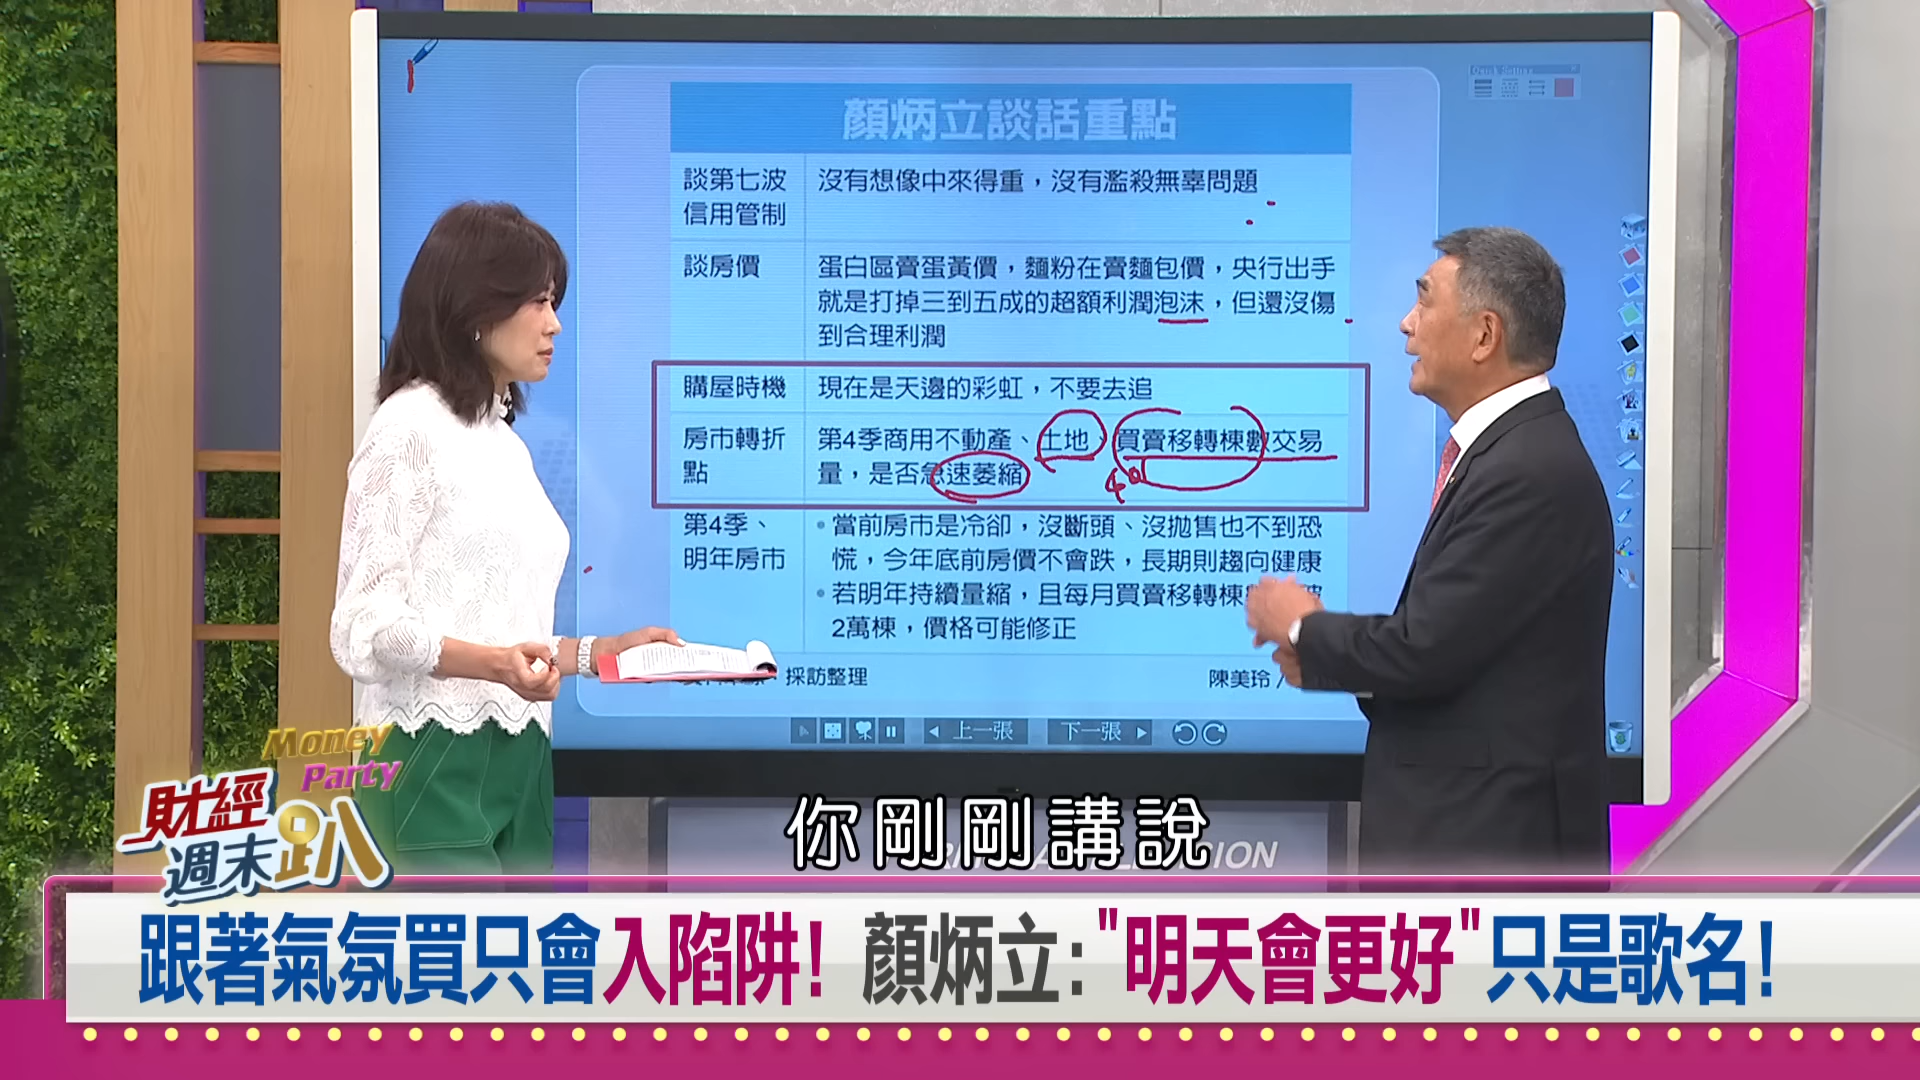 顏炳立談話重點
談第七波
信用管制
沒有想像中來得重，沒有濫殺無辜問題
談房價
蛋白區賣蛋黃價，麵粉在賣麵包價，央行出手
就是打掉三到五成的超額利潤泡沫，但還沒傷
到合理利潤
購屋時機
現在是天邊的彩虹，不要去追
房市轉折
點
第4季商用不動產、土地、買賣移轉棟數交易
量，是否急速萎縮
第4季、
明年房市
•當前房市是冷卻，沒斷頭、沒拋售也不到恐
慌，今年底前房價不會跌，長期則趨向健康
•若明年持續量縮，且每月買賣移轉棟
2萬棟，價格可能修正
採訪整理
陳美玲／
上一張
下一張
Money
Party
財經
週末趴
你剛剛講說
跟著氣氛買只會入陷阱！ 顏炳立："明天會更好"只是歌名！